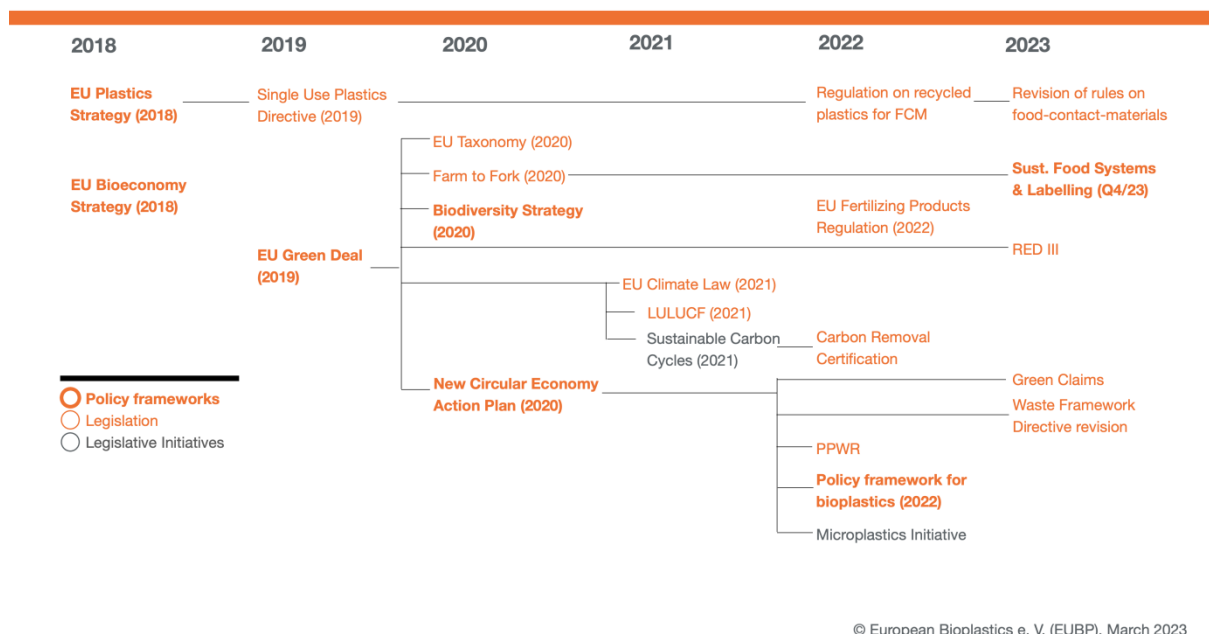 2018
2019
2020
2021
2022
2023
EU Plastics
Strategy (2018)
Single Use Plastics
Directive (2019)
Regulation on recycled
plastics for FCM
Revision of rules on
food-contact-materials
EU Taxonomy (2020)
EU Bioeconomy
Strategy (2018)
Farm to Fork (2020)
Sust. Food Systems
& Labelling (Q4/23)
Biodiversity Strategy
(2020)
EU Fertilizing Products
Regulation (2022)
EU Green Deal
(2019)
RED III
EU Climate Law (2021)
LULUCF (2021)
Sustainable Carbon
Cycles (2021)
Carbon Removal
Certification
New Circular Economy
Action Plan (2020)
Green Claims
Waste Framework
Directive revision
PPWR
Policy framework for
bioplastics (2022)
Microplastics Initiative
Policy frameworks
Legislation
Legislative Initiatives
© European Bioplastics e. V. (EUBP), March 2023